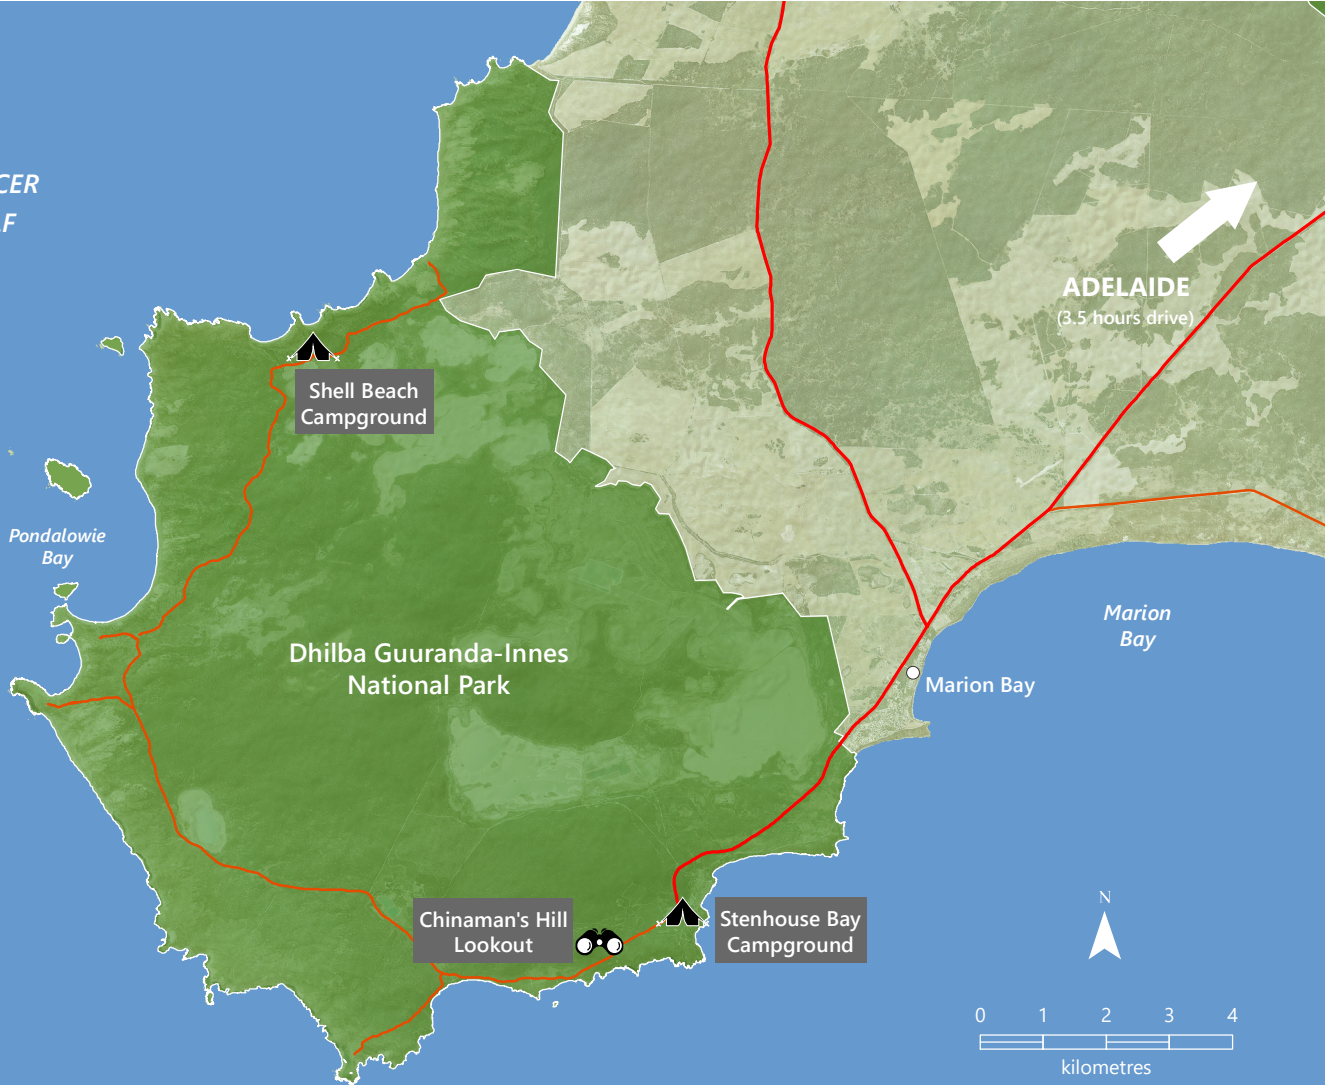 CER
F
ADELAIDE
(3.5 hours drive)
Shell Beach
Campground
Pondalowie
Bay
Marion
Bay
Dhilba Guuranda-Innes
National Park
Marion Bay
Chinaman's Hill
Lookout
Stenhouse Bay
Campground
N
0 1 2 3 4
kilometres